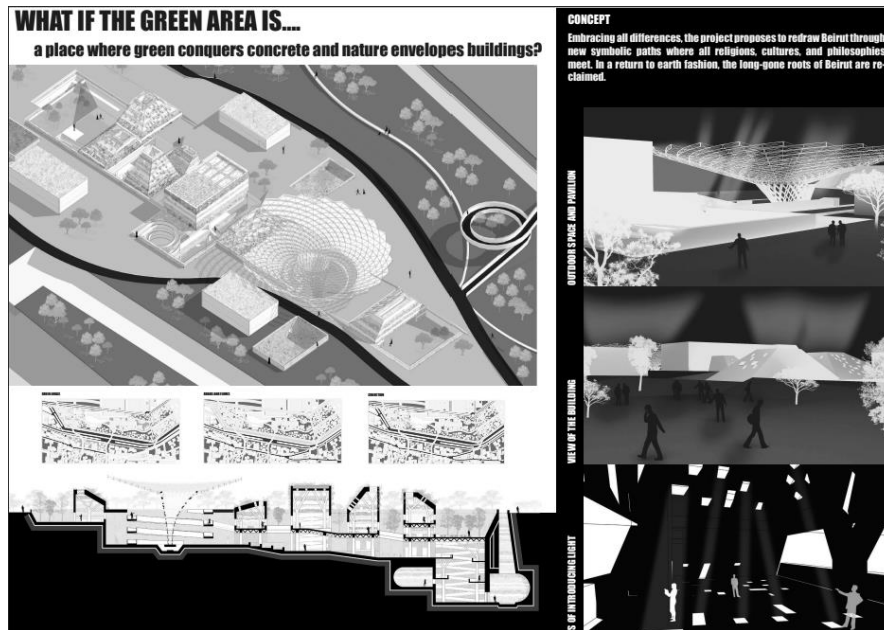 WHAT IF THE GREEN AREA IS....
a place where green conquers concrete and nature envelopes buildings?
CONCEPT
Embracing all differences, the project proposes to redraw Beirut through
new symbolic paths where all religions, cultures, and philosophies
meet. In a return to earth fashion, the long-gone roots of Beirut are re-
claimed.
OUTDOOR SPACE AND PAVILION
VIEW OF THE BUILDING
S OF INTRODUCING LIGHT